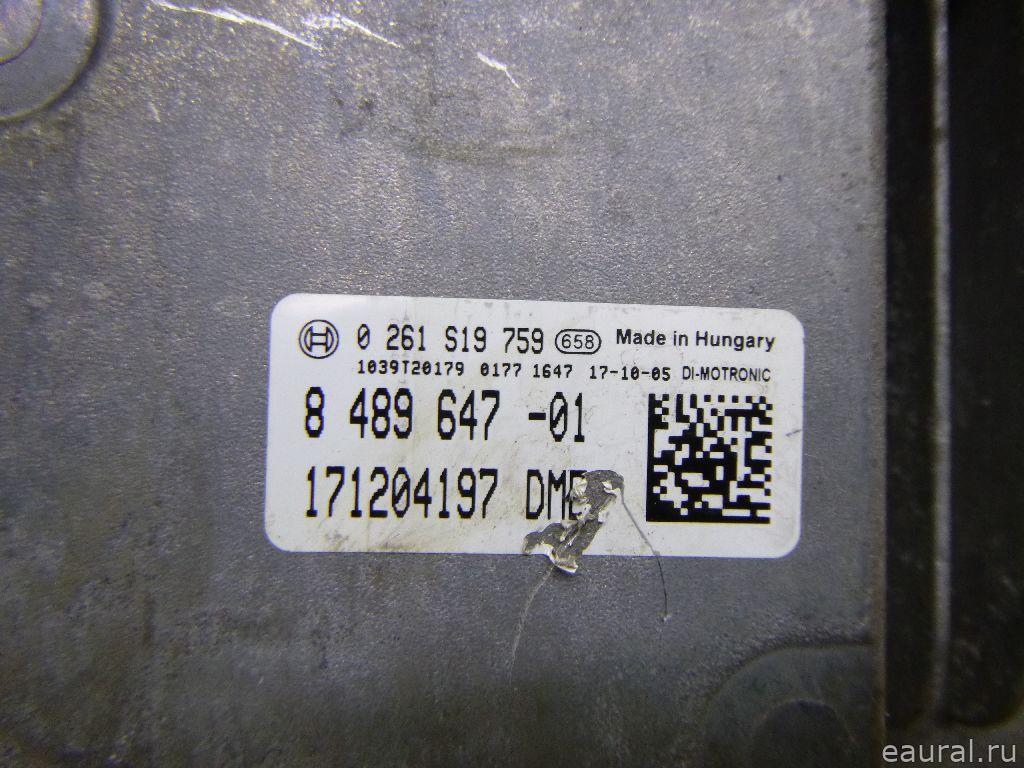 0 261 S19 759 658 Made in Hungary
1039T20179 0177 1647 17-10-05 DI-MOTRONIC
8 489 647 -01
171204197 DME
eaural.ru